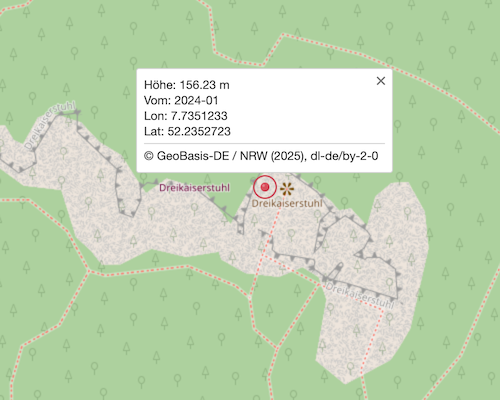 Höhe: 156.23 m
Vom: 2024-01
Lon: 7.7351233
Lat: 52.2352723
© GeoBasis-DE / NRW (2025), dl-de/by-2-0
Dreikaiserstuhl
Dreikaiserstuhl
Dreikaiserstuhl
Dreikaiserstuhl